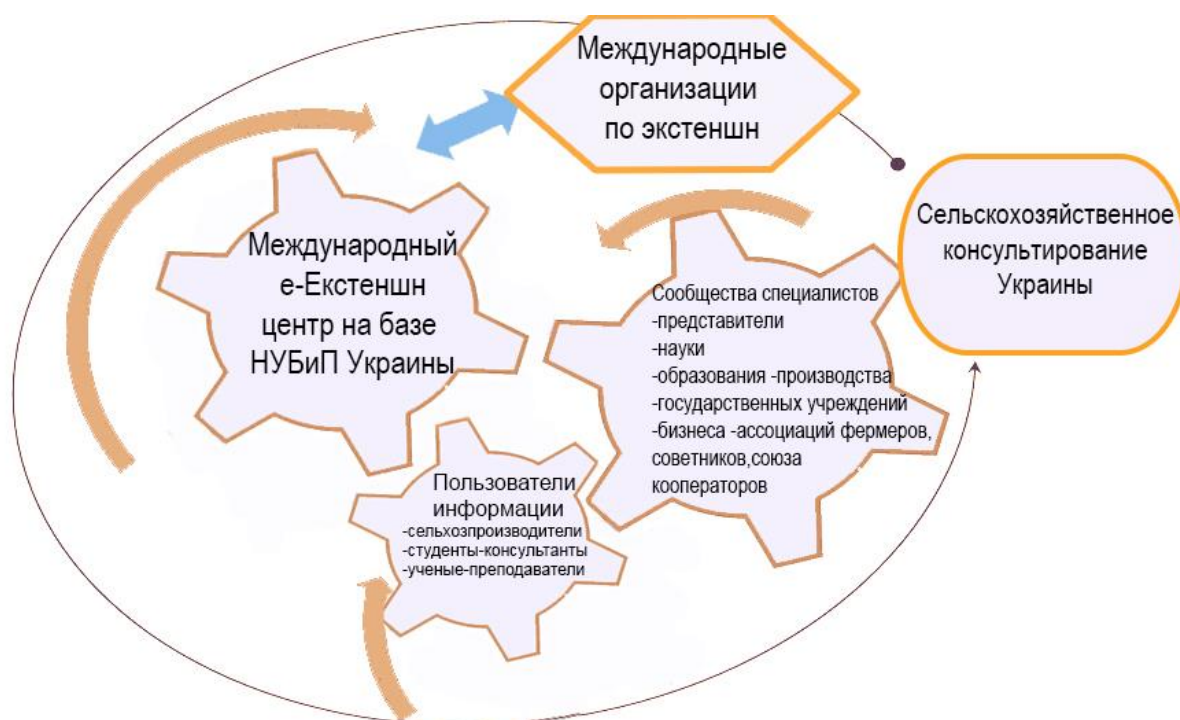 Международные
организации
по экстеншн
Сельскохозяйственное
консультирование
Украины
Международный
е-Екстеншн
центр на базе
НУБиП Украины
Сообщества специалистов
-представители
-науки
-образования -производства
-государственных учреждений
-бизнеса -ассоциаций фермеров,
советников,союза
кооператоров
Пользователи
информации
-сельхозпроизводители
-студенты-консультанты
-ученые-преподаватели